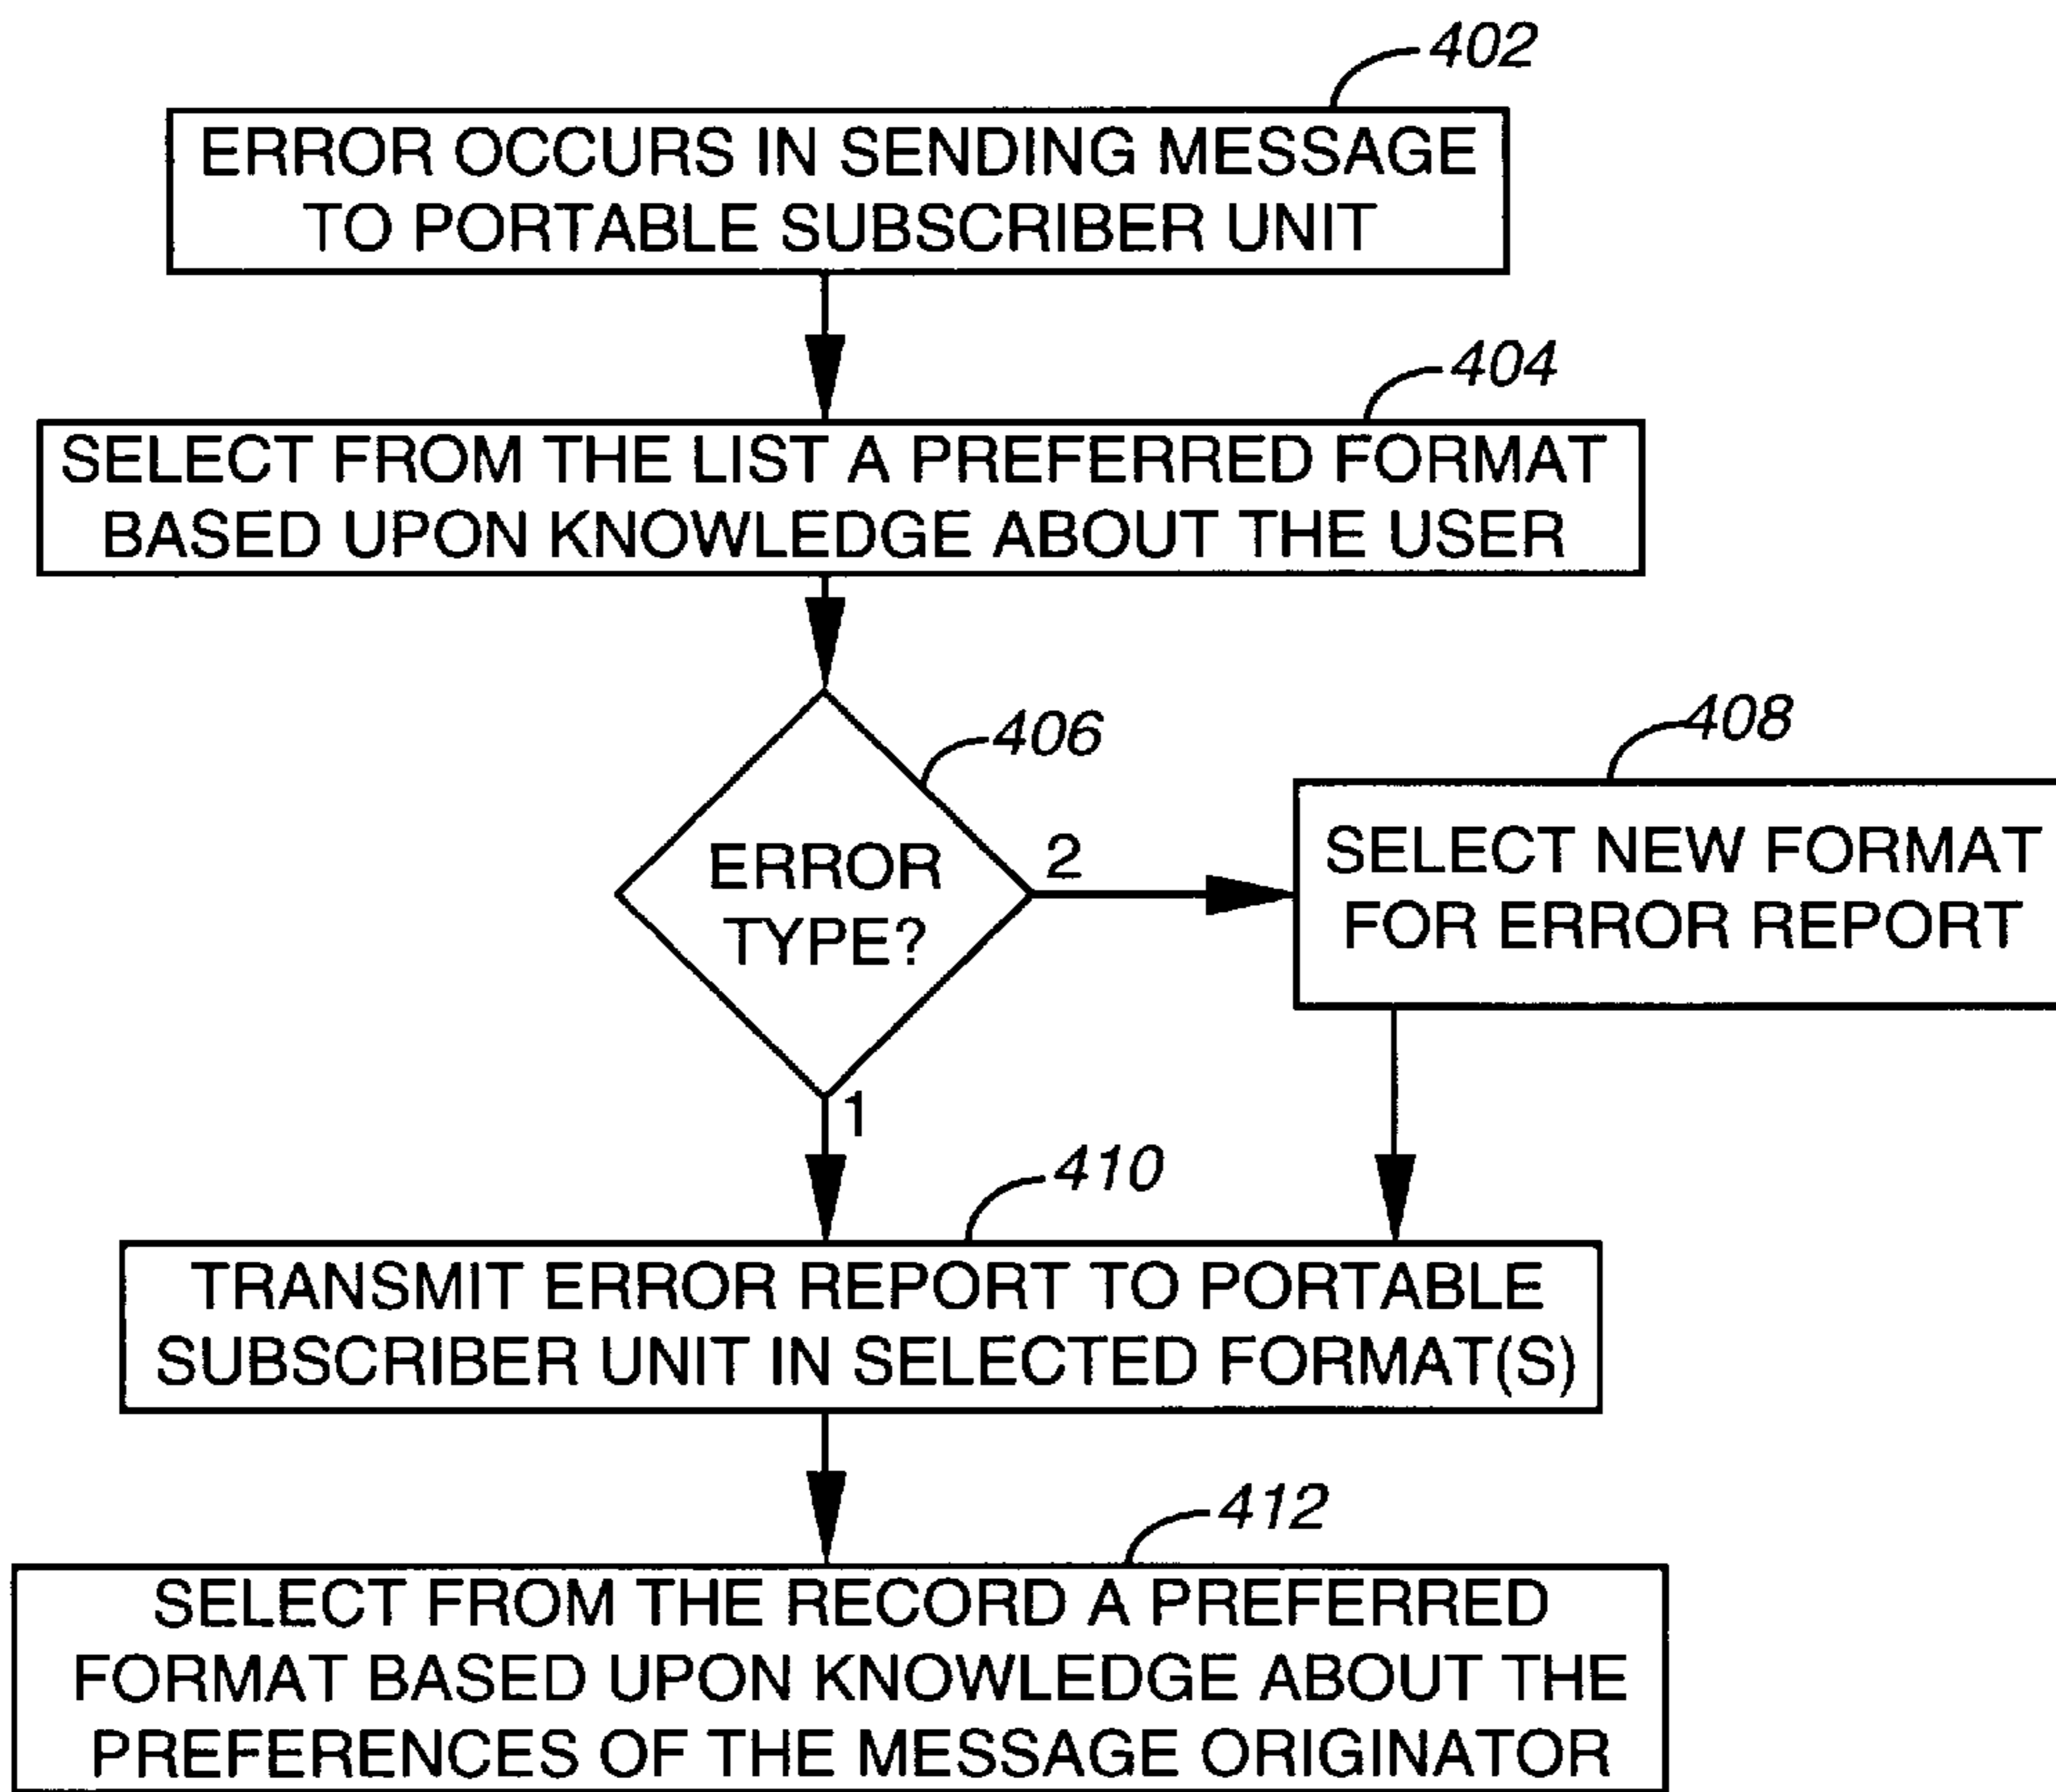 402
ERROR OCCURS IN SENDING MESSAGE
TO PORTABLE SUBSCRIBER UNIT
404
SELECT FROM THE LIST A PREFERRED FORMAT
BASED UPON KNOWLEDGE ABOUT THE USER
406
ERROR
TYPE?
2
1
408
SELECT NEW FORMAT
FOR ERROR REPORT
410
TRANSMIT ERROR REPORT TO PORTABLE
SUBSCRIBER UNIT IN SELECTED FORMAT(S)
412
SELECT FROM THE RECORD A PREFERRED
FORMAT BASED UPON KNOWLEDGE ABOUT THE
PREFERENCES OF THE MESSAGE ORIGINATOR